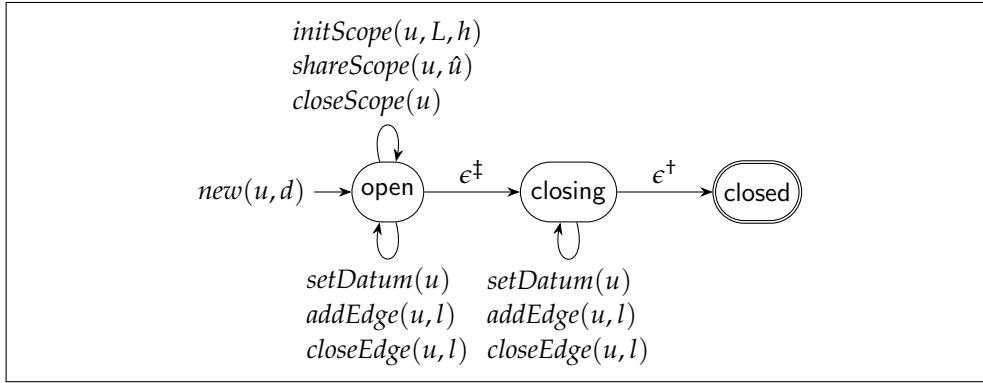 initScope(u, L, h)
shareScope(u, û)
closeScope(u)
new(u, d) open ϵ‡ closing ϵ† closed
setDatum(u) setDatum(u)
addEdge(u, l) addEdge(u, l)
closeEdge(u, l) closeEdge(u, l)